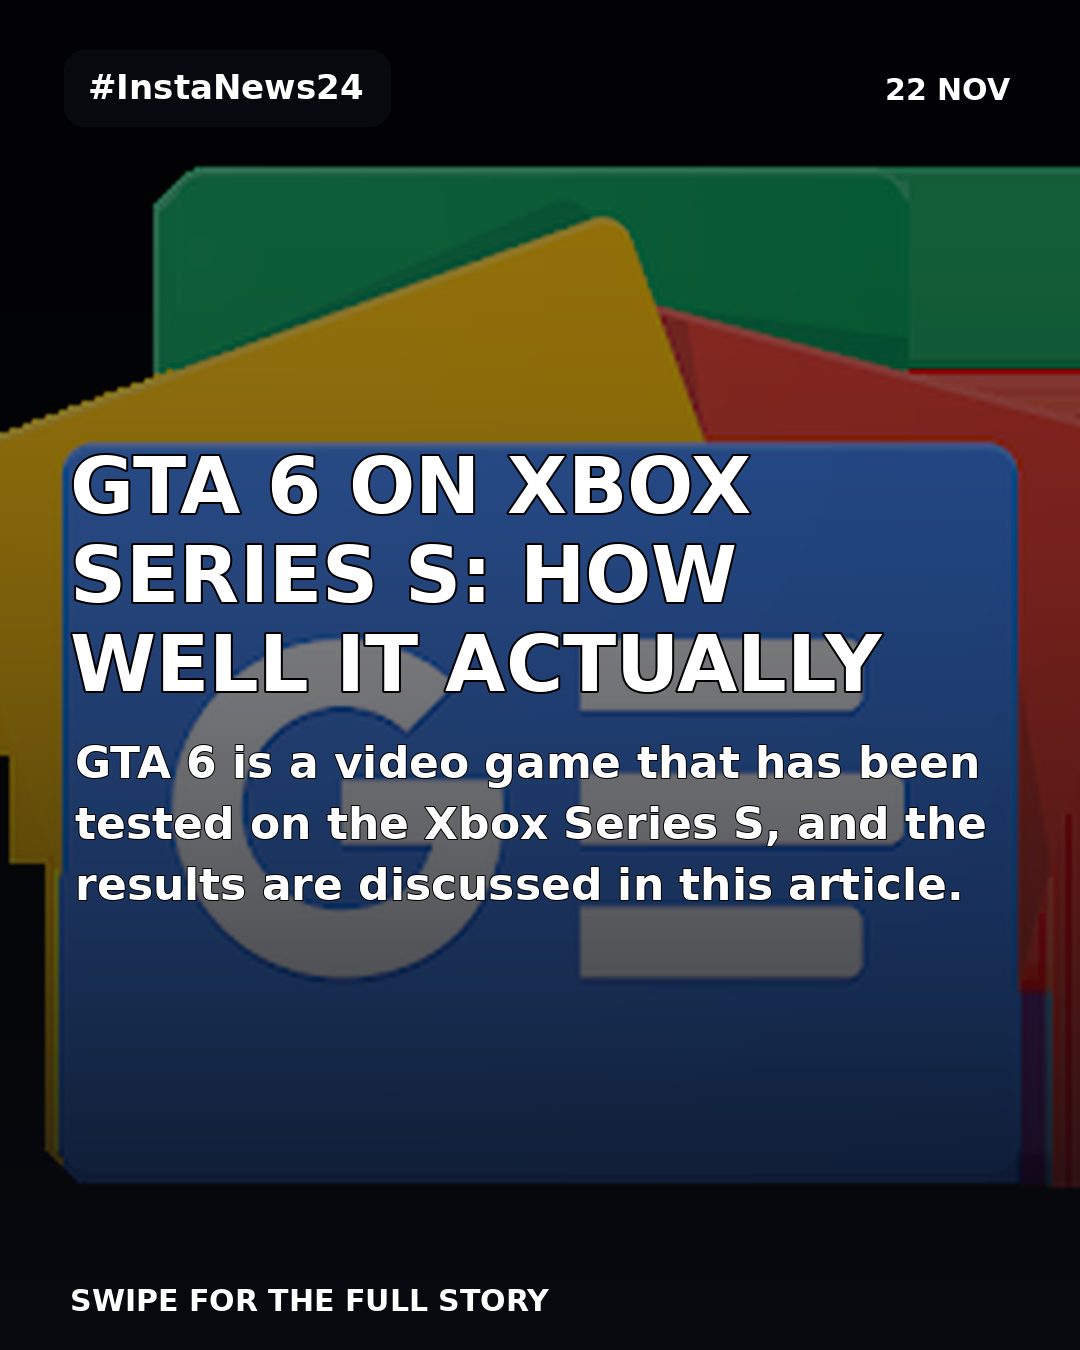 #InstaNews24
22 NOV
GTA 6 ON XBOX
SERIES S: HOW
WELL IT ACTUALLY
GTA 6 is a video game that has been
tested on the Xbox Series S, and the
results are discussed in this article.
G
SWIPE FOR THE FULL STORY